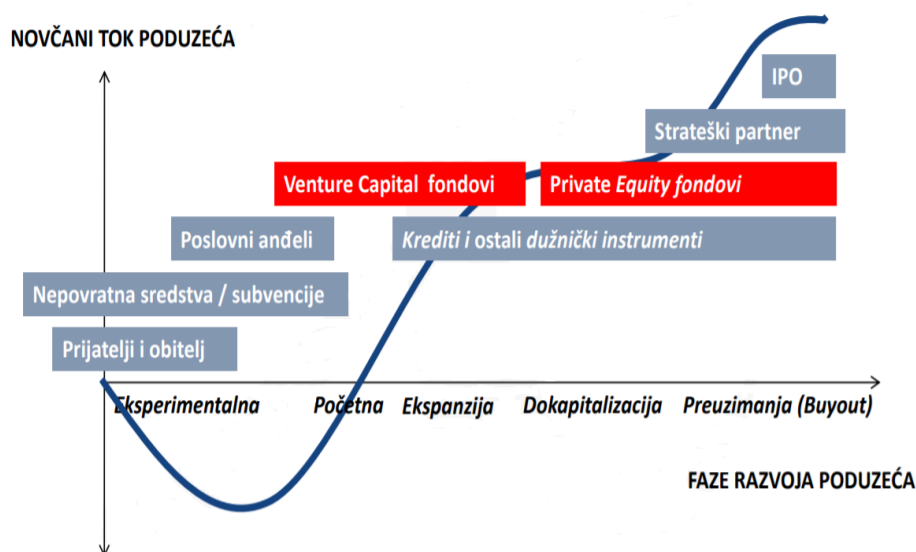 NOVČANI TOK PODUZEĆA
IPO
Strateški partner
Venture Capital fondovi
Private Equity fondovi
Poslovni anđeli
Krediti i ostali dužnički instrumenti
Nepovratna sredstva / subvencije
Prijatelji i obitelj
Eksperimentalna
Početna
Ekspanzija
Dokapitalizacija
Preuzimanja (Buyout)
FAZE RAZVOJA PODUZEĆA